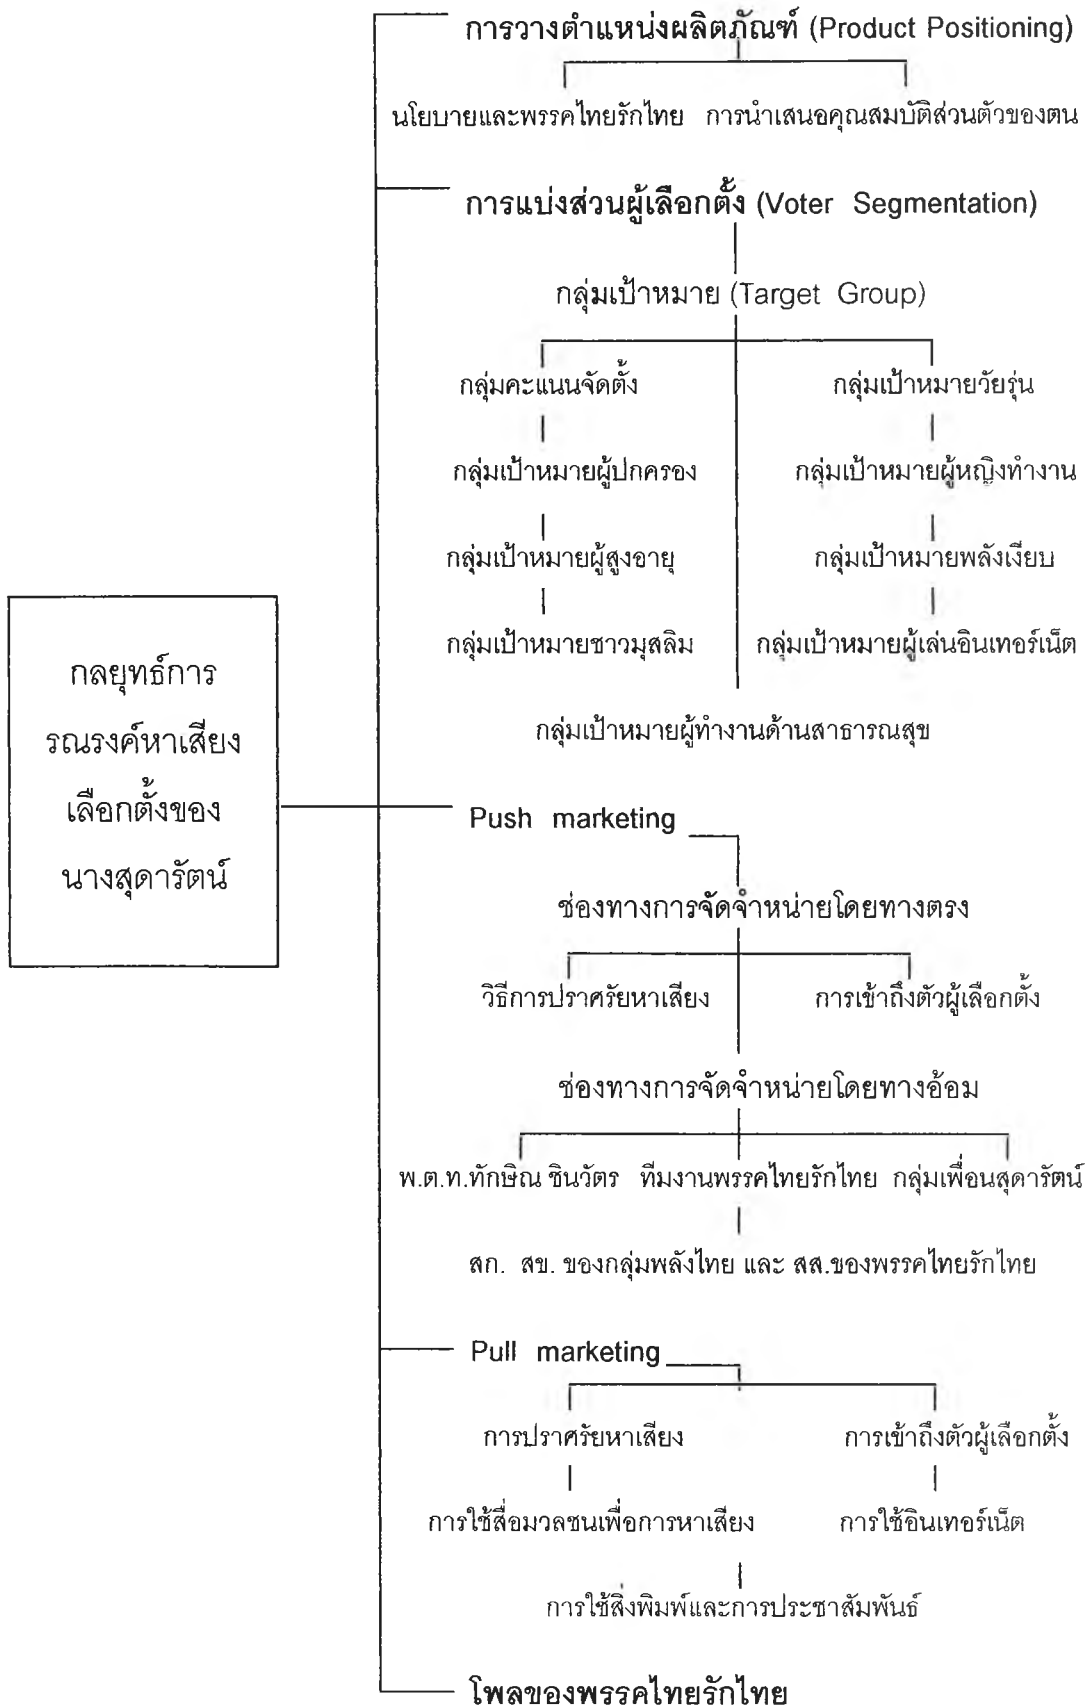 การวางตำแหน่งผลิตภัณฑ์ (Product Positioning)
นโยบายและพรรคไทยรักไทย การนำเสนอคุณสมบัติส่วนตัวของตน
การแบ่งส่วนผู้เลือกตั้ง (Voter Segmentation)
กลุ่มเป้าหมาย (Target Group)
กลุ่มคะแนนจัดตั้ง กลุ่มเป้าหมายวัยรุ่น
กลุ่มเป้าหมายผู้ปกครอง กลุ่มเป้าหมายผู้หญิงทำงาน
กลุ่มเป้าหมายผู้สูงอายุ กลุ่มเป้าหมายพลังเงียบ
กลุ่มเป้าหมายชาวมุสลิม กลุ่มเป้าหมายผู้เล่นอินเทอร์เน็ต
กลุ่มเป้าหมายผู้ทำงานด้านสาธารณสุข
กลยุทธ์การ
รณรงค์หาเสียง
เลือกตั้งของ
นางสุดารัตน์
Push marketing
ช่องทางการจัดจำหน่ายโดยทางตรง
วิธีการปราศรัยหาเสียง การเข้าถึงตัวผู้เลือกตั้ง
ช่องทางการจัดจำหน่ายโดยทางอ้อม
พ.ต.ท.ทักษิณ ชินวัตร ทีมงานพรรคไทยรักไทย กลุ่มเพื่อนสุดารัตน์
สก. สข. ของกลุ่มพลังไทย และ สส.ของพรรคไทยรักไทย
Pull marketing
การปราศรัยหาเสียง การเข้าถึงตัวผู้เลือกตั้ง
การใช้สื่อมวลชนเพื่อการหาเสียง การใช้อินเทอร์เน็ต
การใช้สิ่งพิมพ์และการประชาสัมพันธ์
โพลของพรรคไทยรักไทย